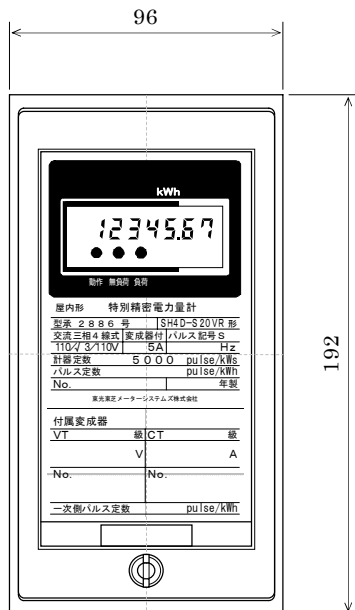 96
192
kWh
12345.67
動作 無負荷 負荷
屋内形 特別精密電力量計
型承 2886 号 SH4D-S20VR 形
交流三相4線式 変成器付 パルス記号S
110/√3/110V 5A Hz
計器定数 5000 pulse/kWs
パルス定数 pulse/kWh
No. 年製
東光東芝メーターシステムズ株式会社
付属変成器
VT 級 CT 級
V A
No. No.
一次側パルス定数 pulse/kWh